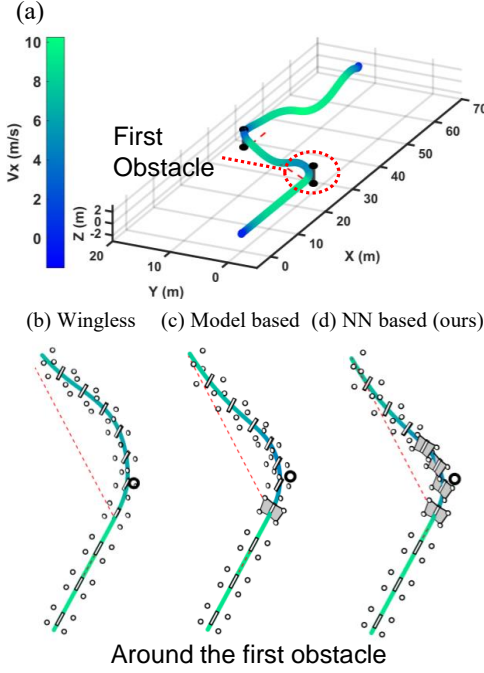 (a)
Vx (m/s)
10
8
6
4
2
0
First
Obstacle
Z (m)
2
0
-2
20
10
0
Y (m)
0
10
20
30
40
50
60
70
X (m)
(b) Wingless (c) Model based (d) NN based (ours)
Around the first obstacle